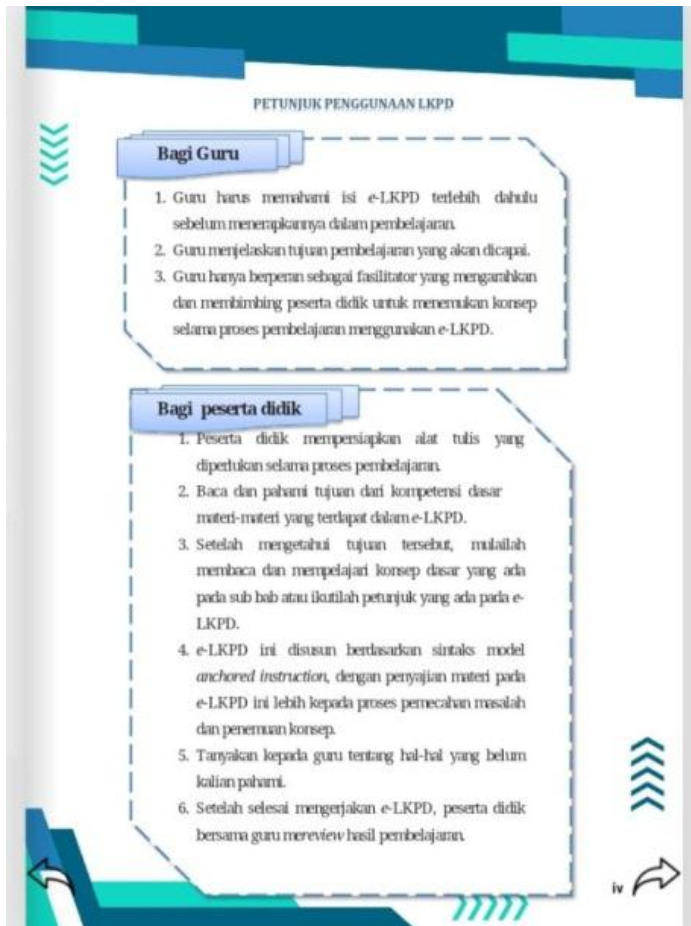 PETUNJUK PENGGUNAAN LKPD
Bagi Guru
1. Guru harus memahami isi e-LKPD terlebih dahulu
sebelum menerapkannya dalam pembelajaran.
2. Guru menjelaskan tujuan pembelajaran yang akan dicapai.
3. Guru hanya berperan sebagai fasilitator yang mengarahkan
dan membimbing peserta didik untuk menemukan konsep
selama proses pembelajaran menggunakan e-LKPD.
Bagi peserta didik
1. Peserta didik mempersiapkan alat tulis yang
diperlukan selama proses pembelajaran.
2. Baca dan pahami tujuan dari kompetensi dasar
materi-materi yang terdapat dalam e-LKPD.
3. Setelah mengetahui tujuan tersebut, mulailah
membaca dan mempelajari konsep dasar yang ada
pada sub bab atau ikutilah petunjuk yang ada pada e-
LKPD.
4. e-LKPD ini disusun berdasarkan sintaks model
anchored instruction, dengan penyajian materi pada
e-LKPD ini lebih kepada proses pemecahan masalah
dan penemuan konsep.
5. Tanyakan kepada guru tentang hal-hal yang belum
kalian pahami.
6. Setelah selesai mengerjakan e-LKPD, peserta didik
bersama guru mereview hasil pembelajaran.
iv